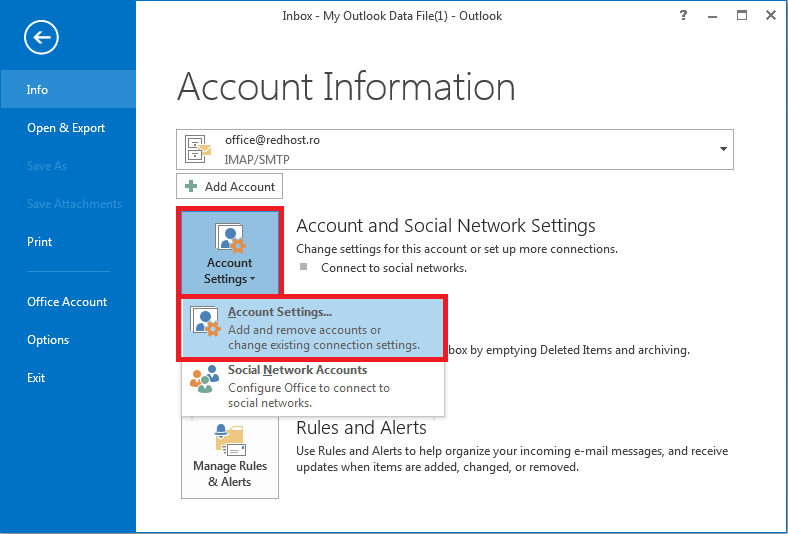 Inbox - My Outlook Data File(1) - Outlook
?
Info
Open & Export
Save As
Save Attachments
Print
Office Account
Options
Exit
Account Information
office@redhost.ro
IMAP/SMTP
Add Account
Account
Settings
Account and Social Network Settings
Change settings for this account or set up more connections.
Connect to social networks.
Account Settings...
Add and remove accounts or
change existing connection settings.
box by emptying Deleted Items and archiving.
Social Network Accounts
Configure Office to connect to
social networks.
Manage Rules
& Alerts
Rules and Alerts
Use Rules and Alerts to help organize your incoming e-mail messages, and receive
updates when items are added, changed, or removed.